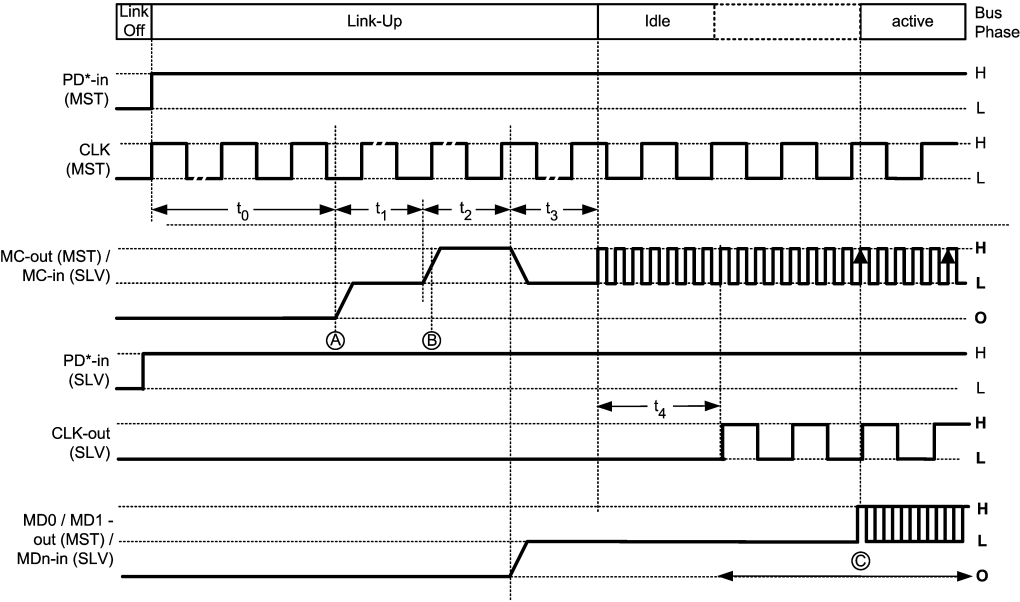 Link Off
Link-Up
Idle
active
Bus Phase
PD*-in (MST)
H
L
CLK (MST)
H
L
t0
t1
t2
t3
MC-out (MST) / MC-in (SLV)
H
L
O
A
B
PD*-in (SLV)
H
L
t4
CLK-out (SLV)
H
L
MD0 / MD1 - out (MST) / MDn-in (SLV)
H
L
O
C